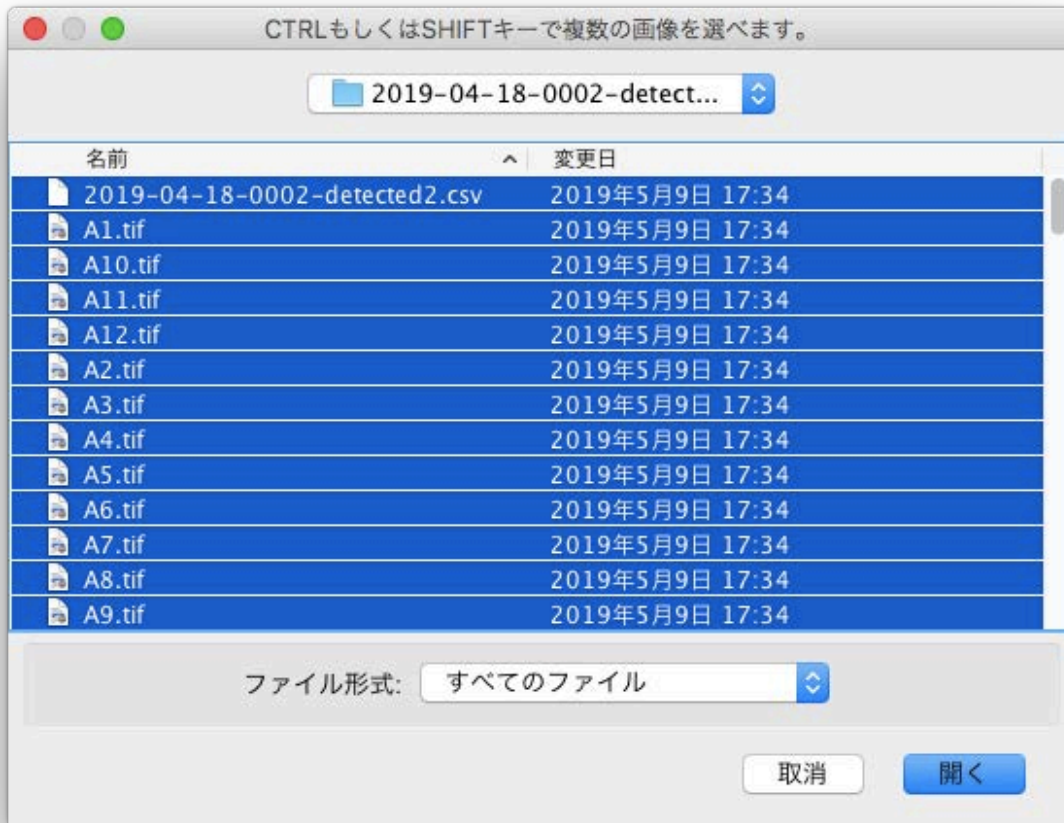 CTRLもしくはSHIFTキーで複数の画像を選べます。
2019-04-18-0002-detect...
名前 変更日
2019-04-18-0002-detected2.csv 2019年5月9日 17:34
A1.tif 2019年5月9日 17:34
A10.tif 2019年5月9日 17:34
A11.tif 2019年5月9日 17:34
A12.tif 2019年5月9日 17:34
A2.tif 2019年5月9日 17:34
A3.tif 2019年5月9日 17:34
A4.tif 2019年5月9日 17:34
A5.tif 2019年5月9日 17:34
A6.tif 2019年5月9日 17:34
A7.tif 2019年5月9日 17:34
A8.tif 2019年5月9日 17:34
A9.tif 2019年5月9日 17:34
ファイル形式: すべてのファイル
取消 開く